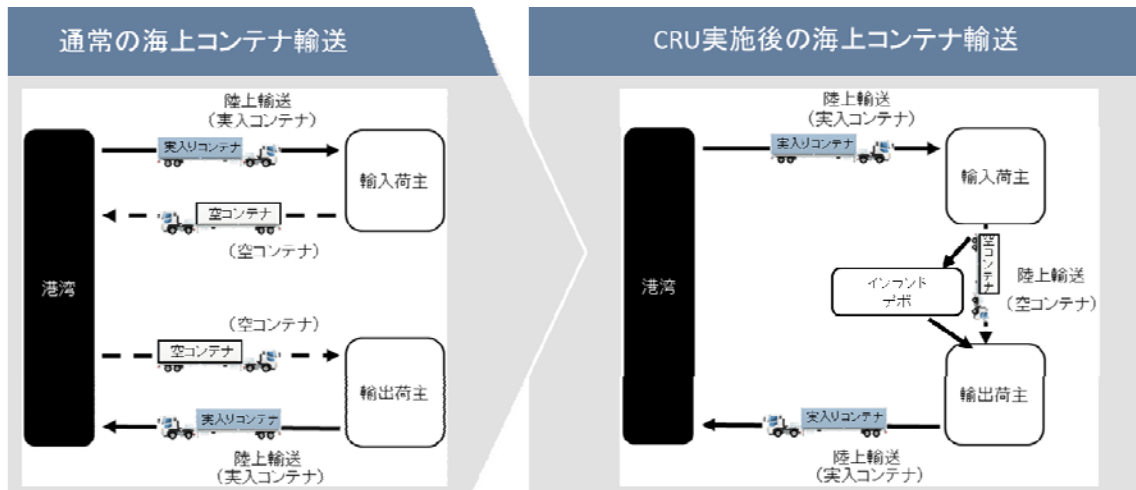 通常の海上コンテナ輸送
陸上輸送
(実入コンテナ)
実入りコンテナ
輸入荷主
空コンテナ
(空コンテナ)
港湾
(空コンテナ)
空コンテナ
輸出荷主
実入りコンテナ
陸上輸送
(実入コンテナ)
CRU実施後の海上コンテナ輸送
陸上輸送
(実入コンテナ)
実入りコンテナ
輸入荷主
空コンテナ
インランド
デポ
陸上輸送
(空コンテナ)
港湾
輸出荷主
実入りコンテナ
陸上輸送
(実入コンテナ)